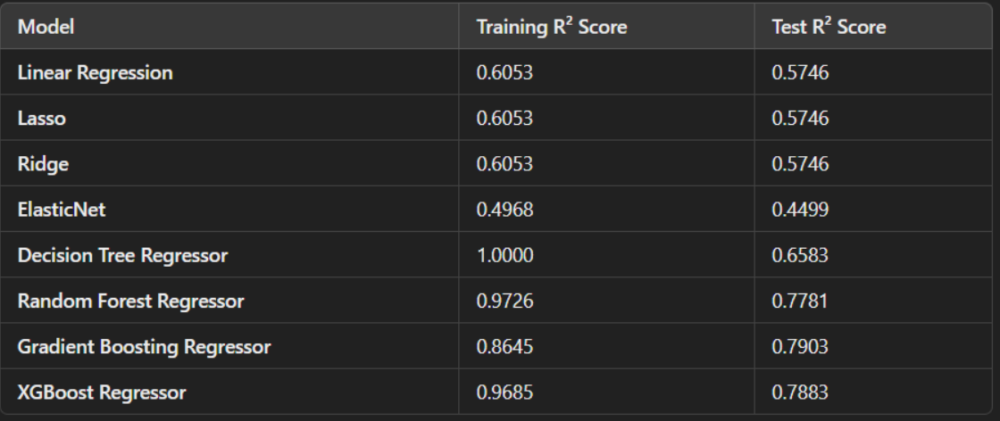 Model Training R² Score Test R² Score
Linear Regression 0.6053 0.5746
Lasso 0.6053 0.5746
Ridge 0.6053 0.5746
ElasticNet 0.4968 0.4499
Decision Tree Regressor 1.0000 0.6583
Random Forest Regressor 0.9726 0.7781
Gradient Boosting Regressor 0.8645 0.7903
XGBoost Regressor 0.9685 0.7883